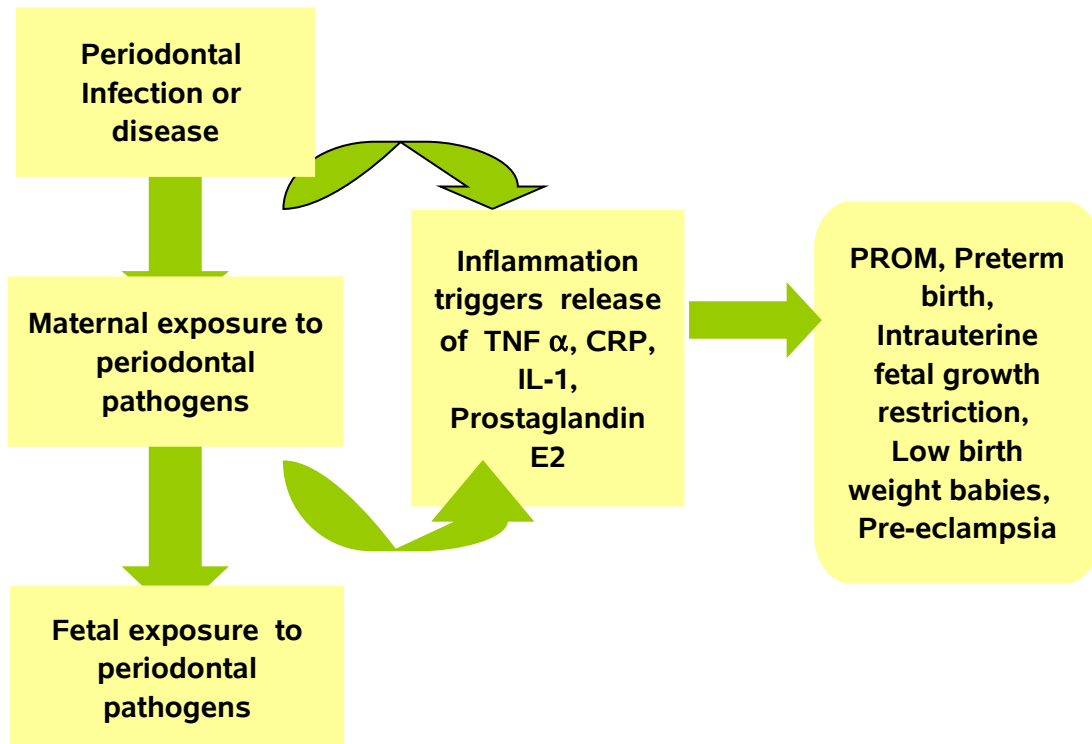 Periodontal
Infection or
disease
Maternal exposure to
periodontal
pathogens
Fetal exposure to
periodontal
pathogens
Inflammation
triggers release
of TNF α, CRP,
IL-1,
Prostaglandin
E2
PROM, Preterm
birth,
Intrauterine
fetal growth
restriction,
Low birth
weight babies,
Pre-eclampsia